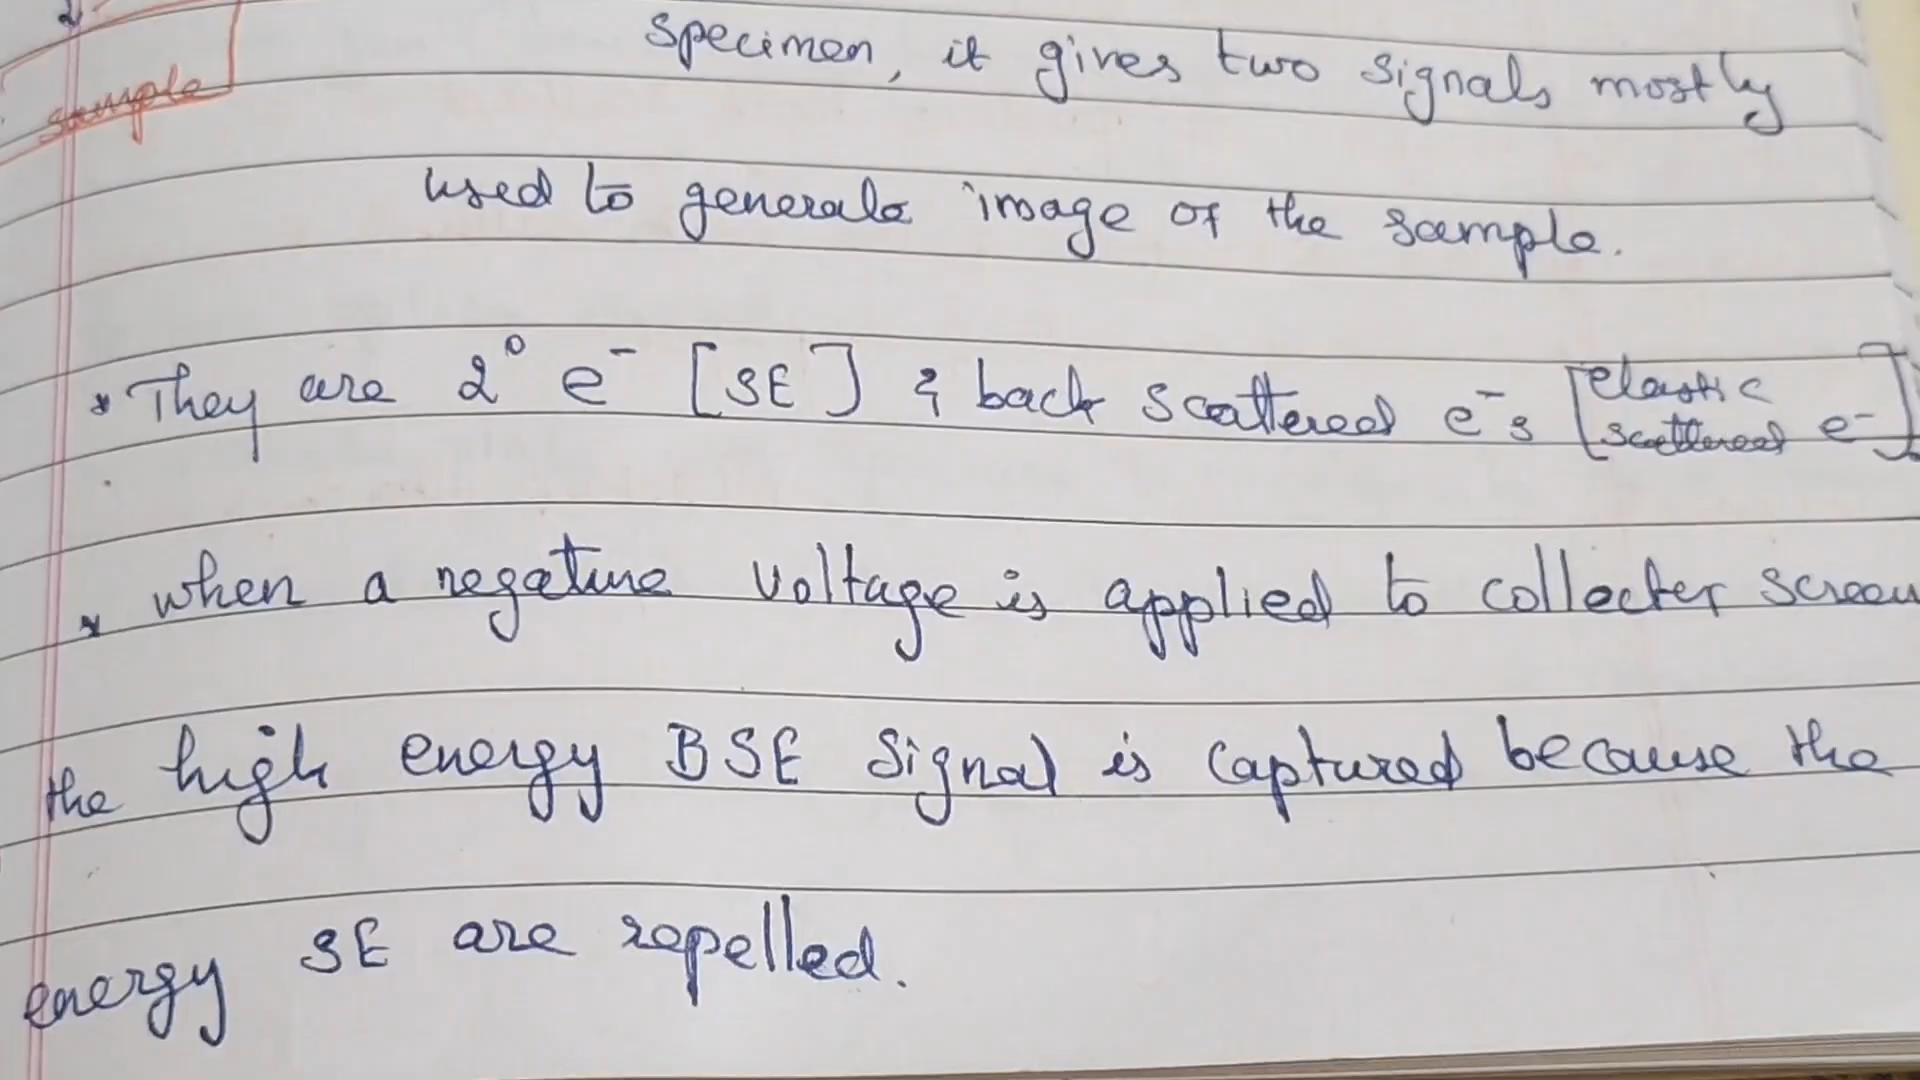 specimen, it gives two signals mostly
sample
used to generate image of the sample.
* They are 2° e⁻ [SE] & back scattered e⁻s [elastic scattered e⁻]
* when a negative voltage is applied to collector screen
the high energy BSE signal is captured because the
energy SE are repelled.